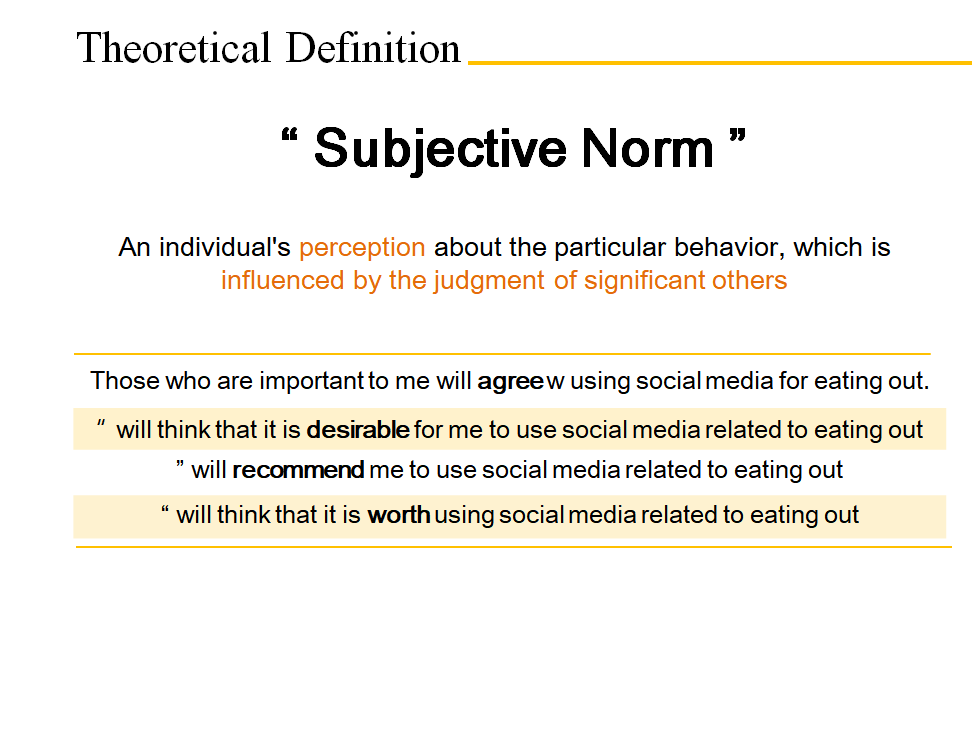 Theoretical Definition
“ Subjective Norm ”
An individual's perception about the particular behavior, which is
influenced by the judgment of significant others
Those who are important to me will agree w using social media for eating out.
“ will think that it is desirable for me to use social media related to eating out
” will recommend me to use social media related to eating out
“ will think that it is worth using social media related to eating out